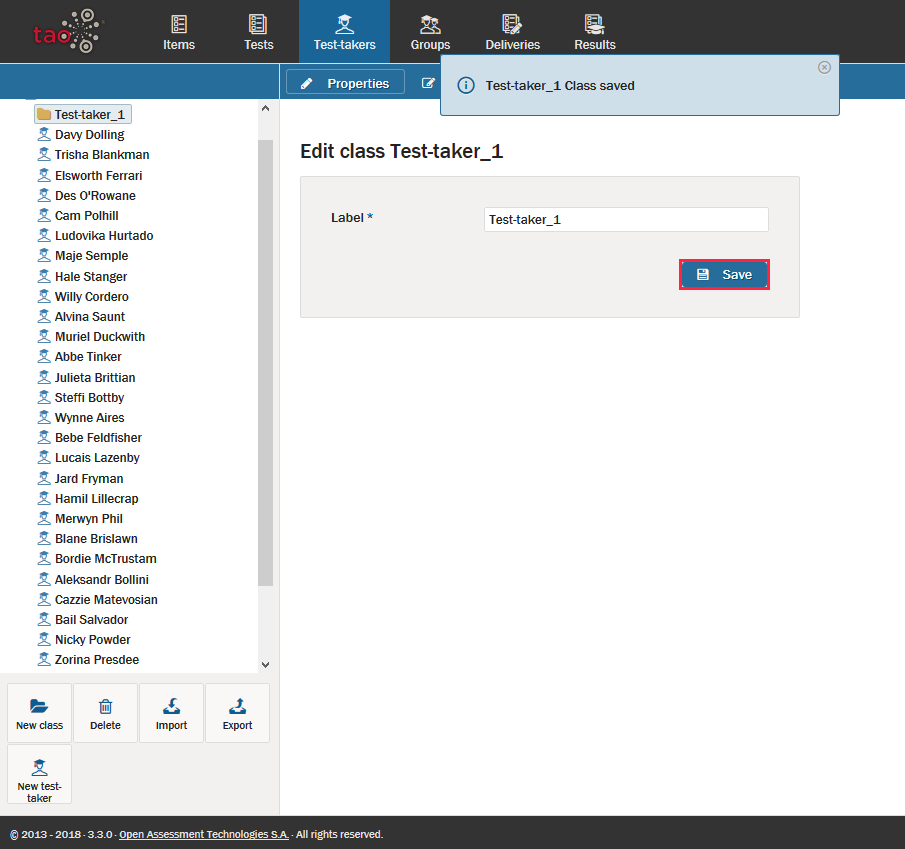 tao
Items
Tests
Test-takers
Groups
Deliveries
Results
Properties
Test-taker_1 Class saved
Test-taker_1
Davy Dolling
Trisha Blankman
Elsworth Ferrari
Des O'Rowane
Cam Polhill
Ludovika Hurtado
Maje Semple
Hale Stanger
Willy Cordero
Alvina Saunt
Muriel Duckwith
Abbe Tinker
Julieta Brittian
Steffi Bottby
Wynne Aires
Bebe Feldfisher
Lucais Lazenby
Jard Fryman
Hamil Lillecrap
Merwyn Phil
Blane Brislawn
Bordie McTrustam
Aleksandr Bollini
Cazzie Matevosian
Bail Salvador
Nicky Powder
Zorina Presdee
Edit class Test-taker_1
Label *
Test-taker_1
Save
New class
Delete
Import
Export
New test-
taker
© 2013 - 2018 · 3.3.0 · Open Assessment Technologies S.A. · All rights reserved.